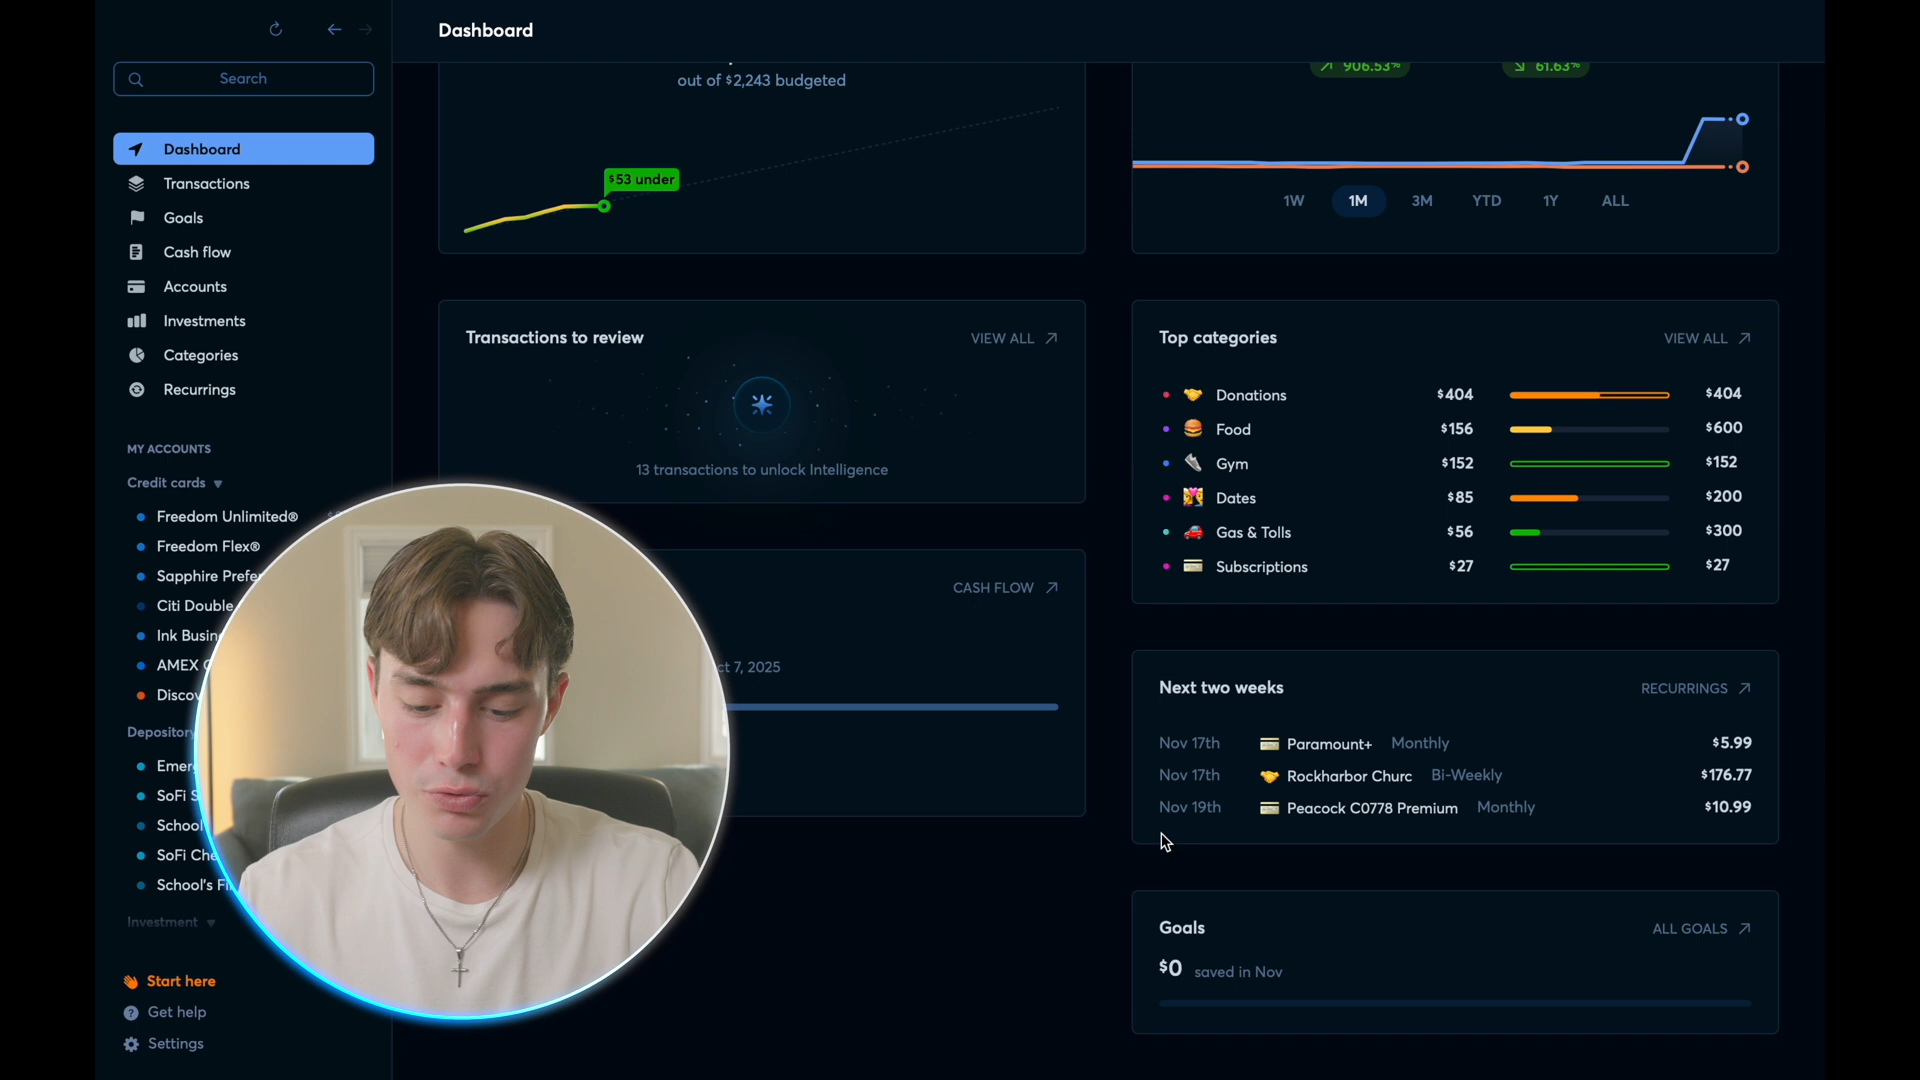 Dashboard
Search
Dashboard
Transactions
Goals
Cash flow
Accounts
Investments
Categories
Recurrings
MY ACCOUNTS
Credit cards
Freedom Unlimited®
Freedom Flex®
Sapphire
Citi Double
Ink
AMEX
Depository
SoFi
School
SoFi
School's
Investment
Start here
Get help
Settings
out of $2,243 budgeted
$53 under
906.53%
61.63%
1W 1M 3M YTD 1Y ALL
Transactions to review
VIEW ALL
13 transactions to unlock Intelligence
Top categories
VIEW ALL
Donations $404 $404
Food $156 $600
Gym $152 $152
Dates $85 $200
Gas & Tolls $56 $300
Subscriptions $27 $27
CASH FLOW
7, 2025
Next two weeks
RECURRINGS
Nov 17th Paramount+ Monthly $5.99
Nov 17th Rockharbor Churc Bi-Weekly $176.77
Nov 19th Peacock C0778 Premium Monthly $10.99
Goals
ALL GOALS
$0 saved in Nov